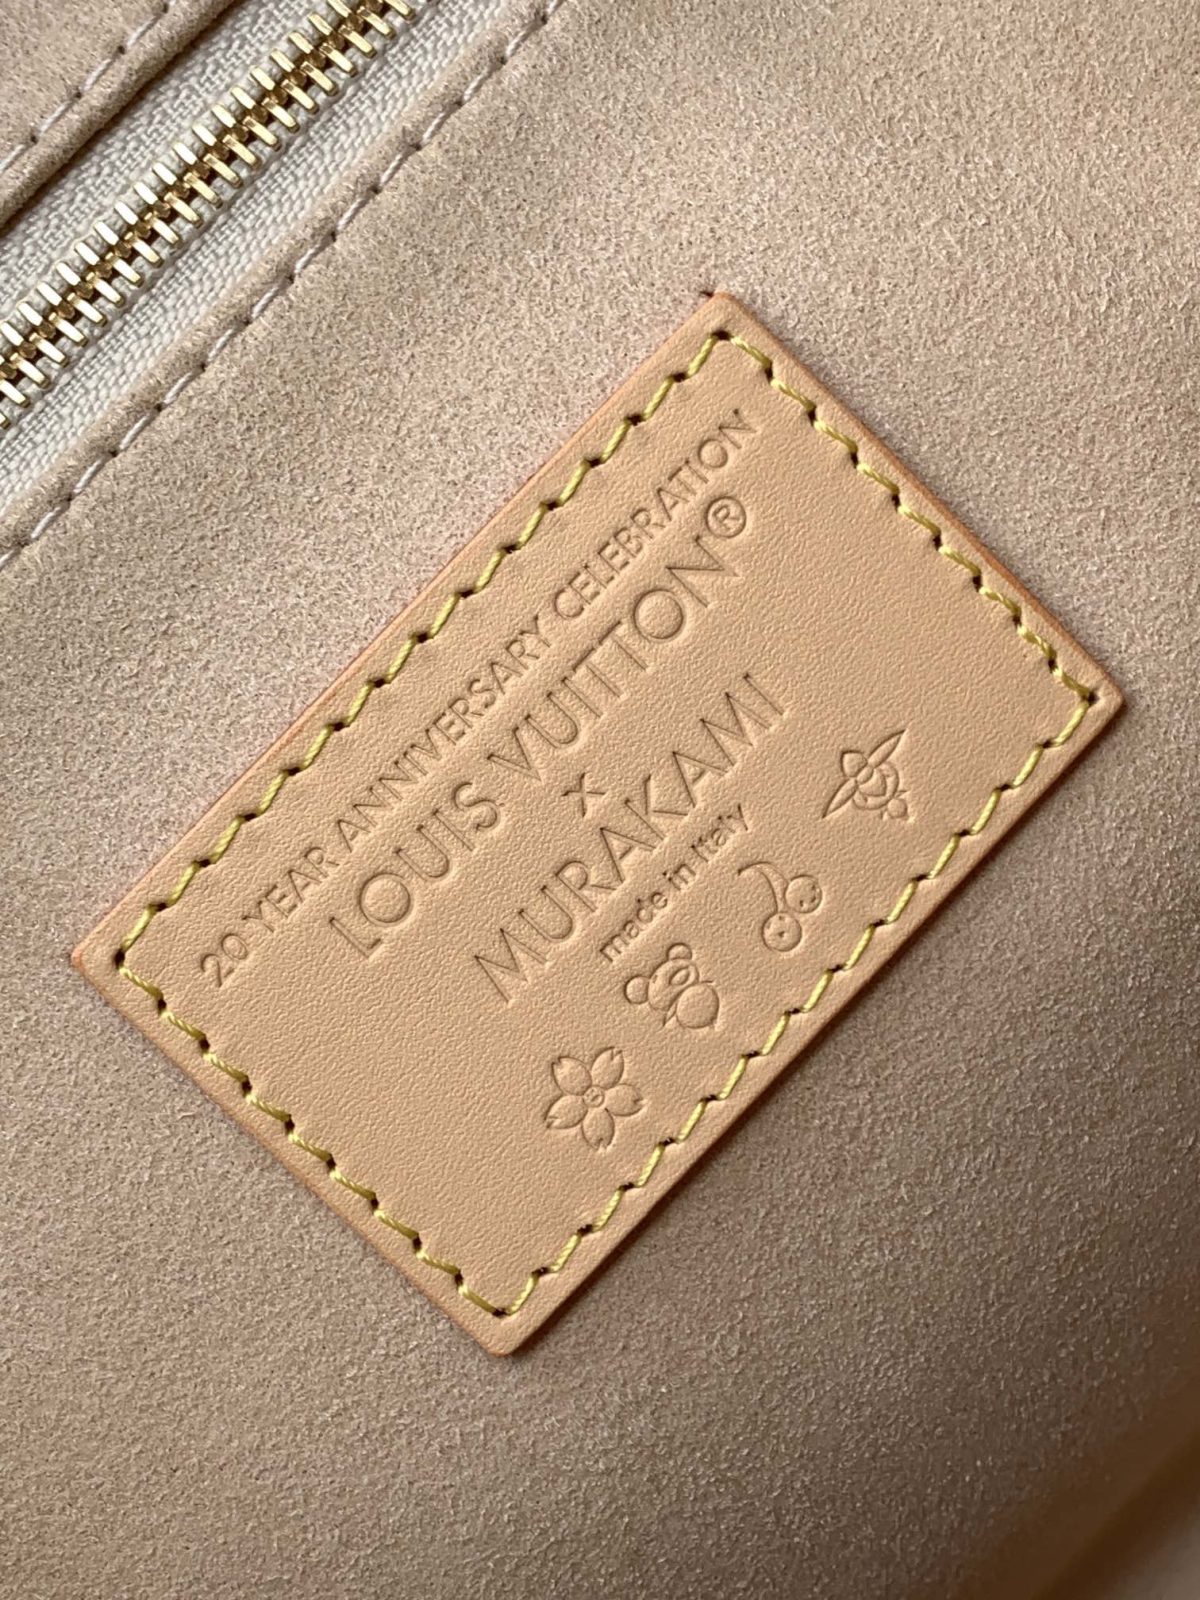 20 YEAR ANNIVERSARY CELEBRATION
LOUIS VUITTON®
x
MURAKAMI
made in Italy